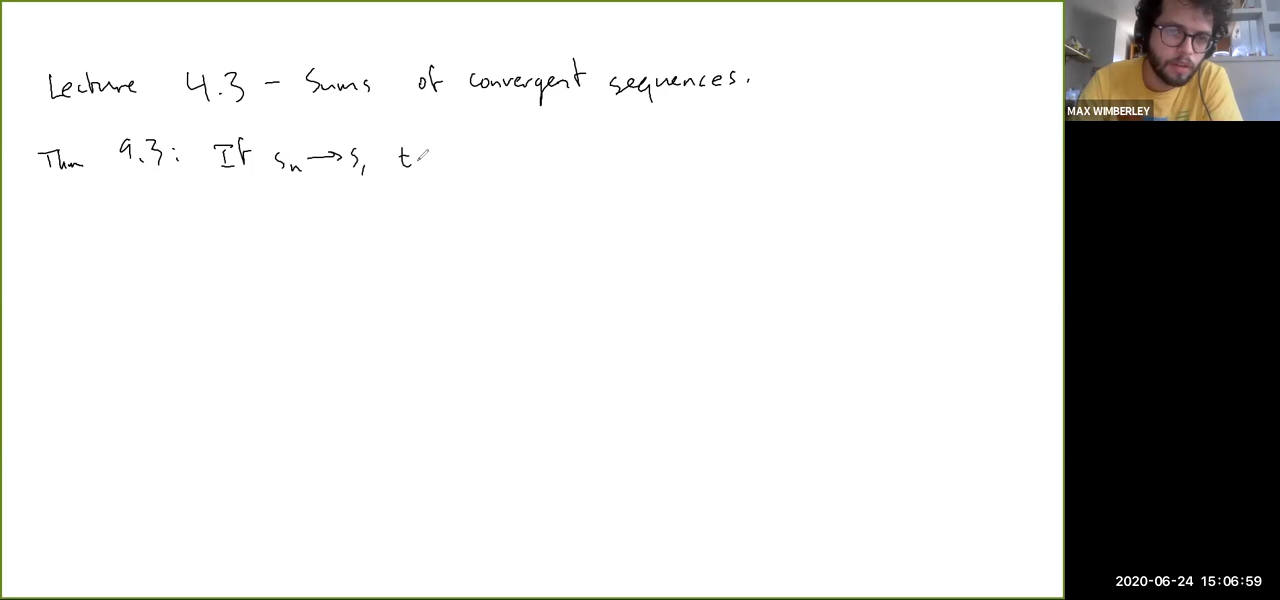 Lecture 4.3 - Sums of convergent sequences.
Thm 9.3: If sₙ → s, t
MAX WIMBERLEY
2020-06-24 15:06:59